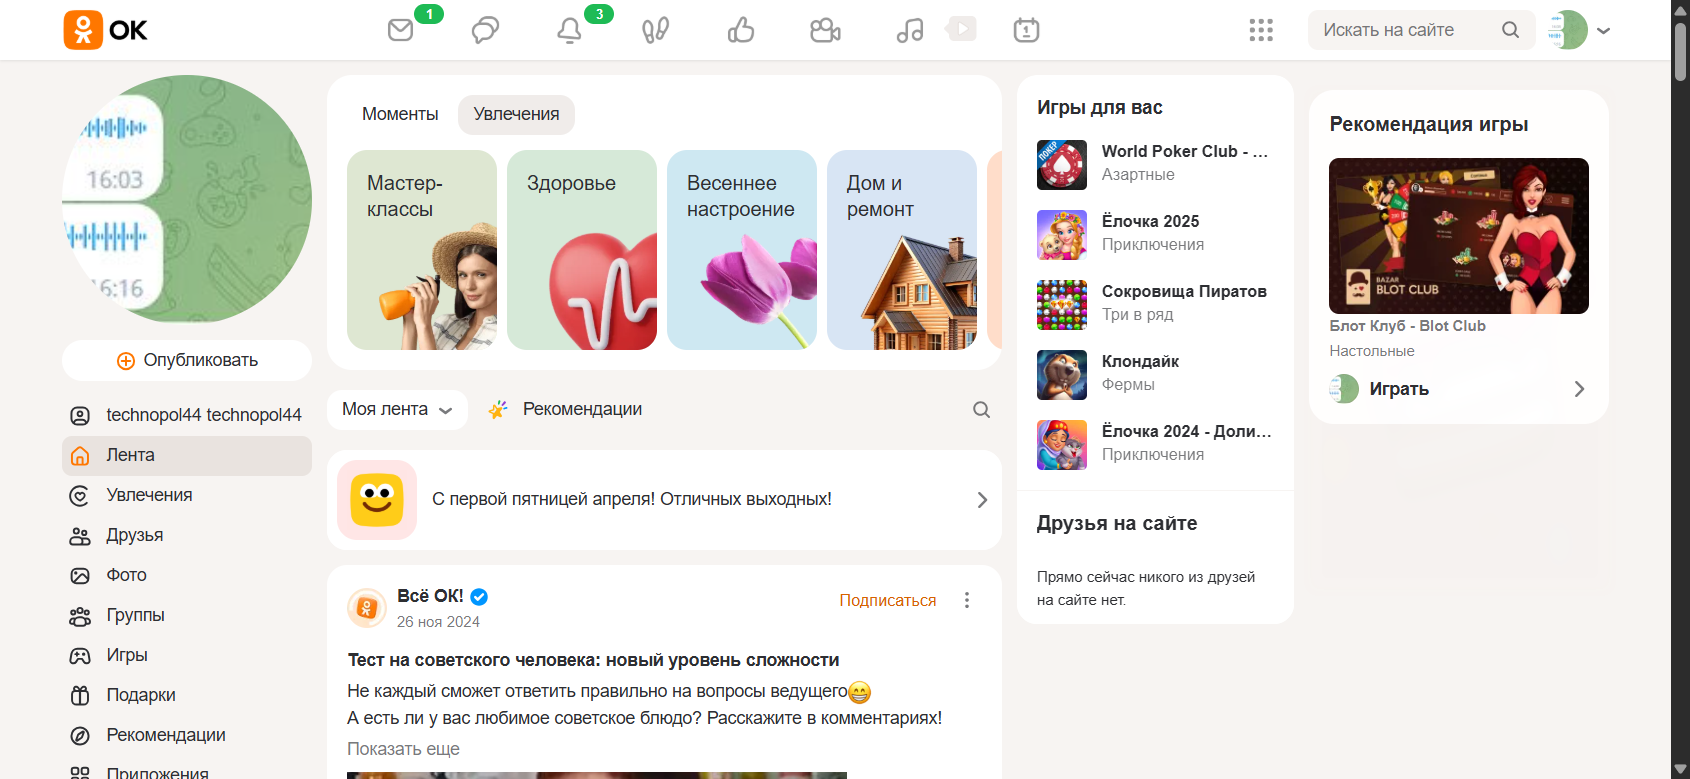 ОК
1
3
1
Искать на сайте
16:03
16:16
Опубликовать
technopol44 technopol44
Лента
Увлечения
Друзья
Фото
Группы
Игры
Подарки
Рекомендации
Приложения
Моменты
Увлечения
Мастер-
классы
Здоровье
Весеннее
настроение
Дом и
ремонт
Моя лента
Рекомендации
С первой пятницей апреля! Отличных выходных!
Всё ОК!
26 ноя 2024
Подписаться
Тест на советского человека: новый уровень сложности
Не каждый сможет ответить правильно на вопросы ведущего😁
А есть ли у вас любимое советское блюдо? Расскажите в комментариях!
Показать еще
Игры для вас
ПОКЕР
World Poker Club - ...
Азартные
Ёлочка 2025
Приключения
Сокровища Пиратов
Три в ряд
Клондайк
Фермы
Ёлочка 2024 - Доли...
Приключения
Друзья на сайте
Прямо сейчас никого из друзей
на сайте нет.
Рекомендация игры
BAZAR
BLOT CLUB
Блот Клуб - Blot Club
Настольные
Играть